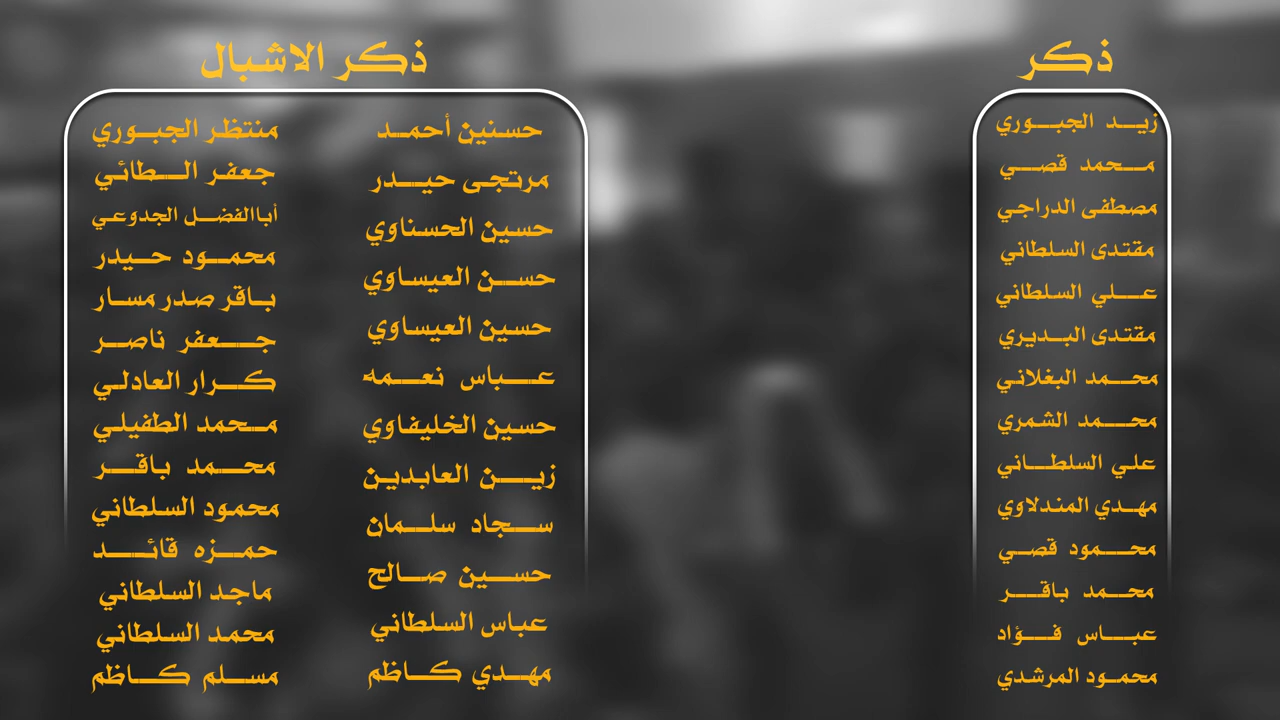 ذكر
زيد الجبوري
محمد قصي
مصطفى الدراجي
مقتدى السلطاني
علي السلطاني
مقتدى البديري
محمد البغلاني
محمد الشمري
علي السلطاني
مهدي المندلاوي
محمود قصي
محمد باقر
عباس فؤاد
محمود المرشدي
ذكر الاشبال
حسنين أحمد
مرتجى حيدر
حسين الحسناوي
حسن العيساوي
حسين العيساوي
عباس نعمه
حسين الخليفاوي
زين العابدين
سجاد سلمان
حسين صالح
عباس السلطاني
مهدي كاظم
منتظر الجبوري
جعفر الطائي
أباالفضل الجدوعي
محمود حيدر
باقر صدر مسار
جعفر ناصر
كرار العادلي
محمد الطفيلي
محمد باقر
محمود السلطاني
حمزه قائد
ماجد السلطاني
محمد السلطاني
مسلم كاظم